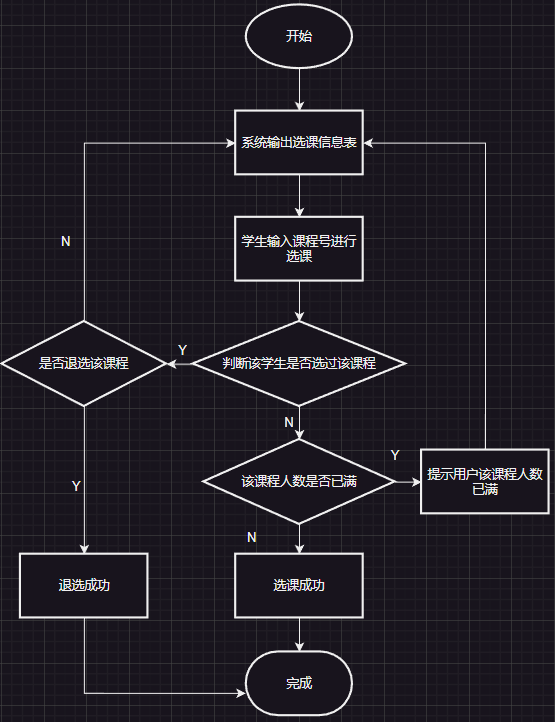 开始
系统输出选课信息表
N
学生输入课程号进行
选课
是否退选该课程
Y
判断该学生是否选过该课程
N
Y
该课程人数是否已满
Y
提示用户该课程人数
已满
N
退选成功
选课成功
完成